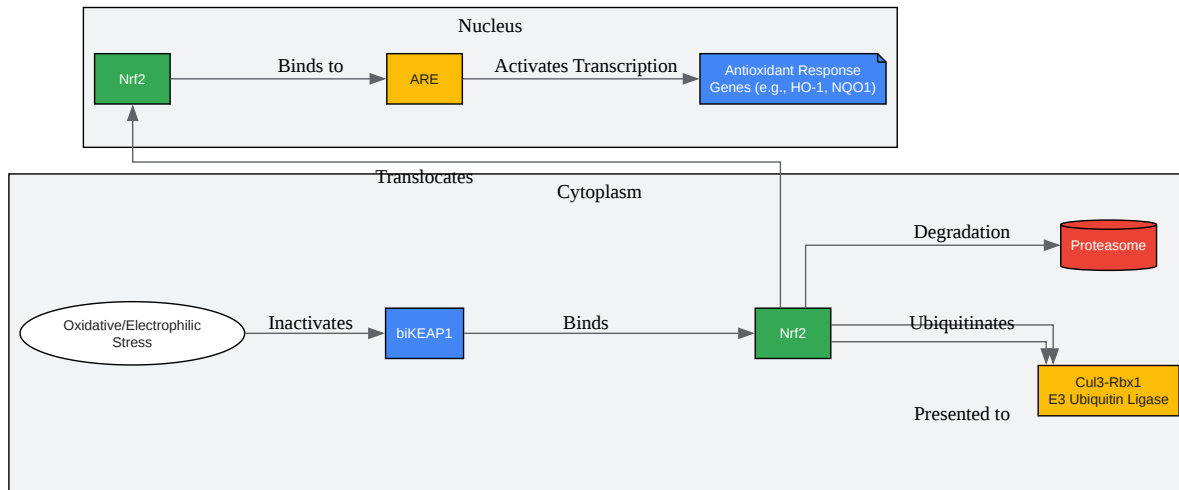 Nucleus
Nrf2
Binds to
ARE
Activates Transcription
Antioxidant Response
Genes (e.g., HO-1, NQO1)
Translocates
Cytoplasm
Degradation
Proteasome
Oxidative/Electrophilic
Stress
Inactivates
biKEAP1
Binds
Nrf2
Ubiquitinates
Cul3-Rbx1
E3 Ubiquitin Ligase
Presented to